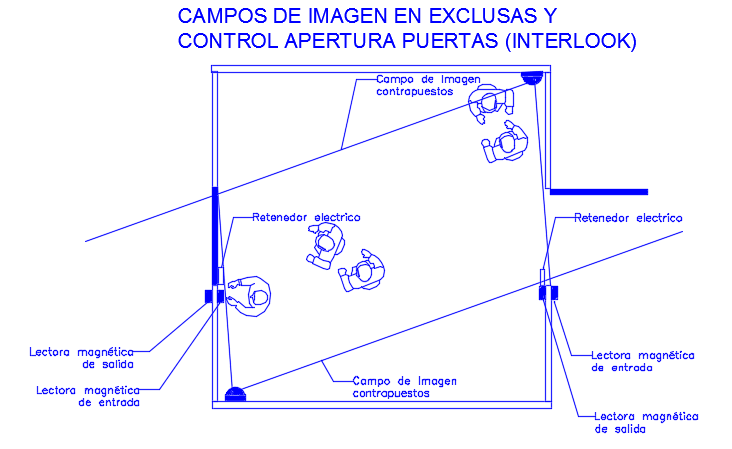 CAMPOS DE IMAGEN EN EXCLUSAS Y
CONTROL APERTURA PUERTAS (INTERLOOK)
Campo de Imagen
contrapuestos
Retenedor electrico
Retenedor electrico
Lectora magnética
de salida
Lectora magnética
de entrada
Lectora magnética
de entrada
Campo de Imagen
contrapuestos
Lectora magnética
de salida